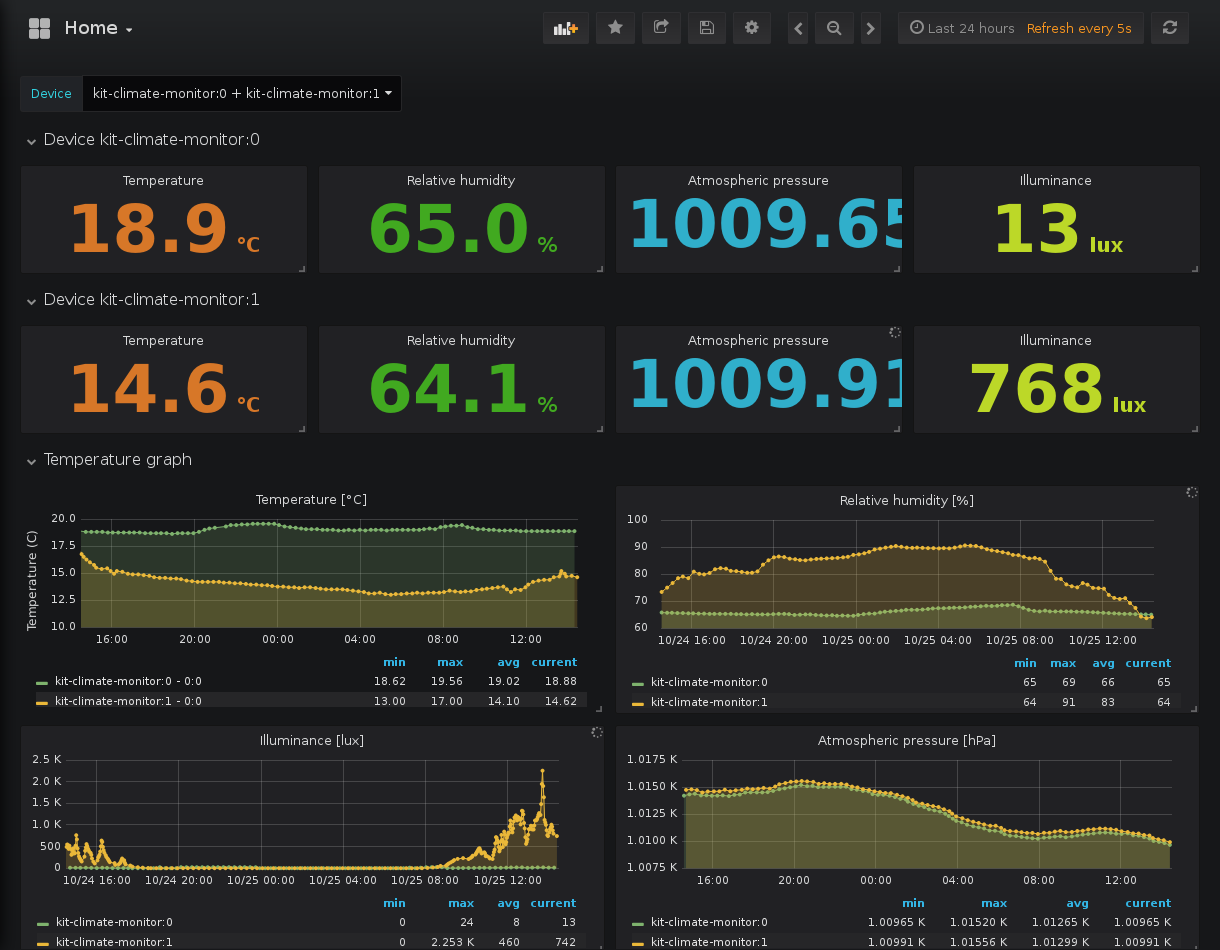 Home
Last 24 hours Refresh every 5s
Device kit-climate-monitor:0 + kit-climate-monitor:1
Device kit-climate-monitor:0
Temperature Relative humidity Atmospheric pressure Illuminance
18.9 °C 65.0 % 1009.65 13 lux
Device kit-climate-monitor:1
Temperature Relative humidity Atmospheric pressure Illuminance
14.6 °C 64.1 % 1009.91 768 lux
Temperature graph
Temperature [°C]
Temperature (C)
20.0
17.5
15.0
12.5
10.0
16:00 20:00 00:00 04:00 08:00 12:00
min max avg current
kit-climate-monitor:0 - 0:0 18.62 19.56 19.02 18.88
kit-climate-monitor:1 - 0:0 13.00 17.00 14.10 14.62
Relative humidity [%]
100
90
80
70
60
10/24 16:00 10/24 20:00 10/25 00:00 10/25 04:00 10/25 08:00 10/25 12:00
min max avg current
kit-climate-monitor:0 65 69 66 65
kit-climate-monitor:1 64 91 83 64
Illuminance [lux]
2.5 K
2.0 K
1.5 K
1.0 K
500
0
10/24 16:00 10/24 20:00 10/25 00:00 10/25 04:00 10/25 08:00 10/25 12:00
min max avg current
kit-climate-monitor:0 0 24 8 13
kit-climate-monitor:1 0 2.253 K 460 742
Atmospheric pressure [hPa]
1.0175 K
1.0150 K
1.0125 K
1.0100 K
1.0075 K
16:00 20:00 00:00 04:00 08:00 12:00
min max avg current
kit-climate-monitor:0 1.00965 K 1.01520 K 1.01265 K 1.00965 K
kit-climate-monitor:1 1.00991 K 1.01556 K 1.01299 K 1.00991 K